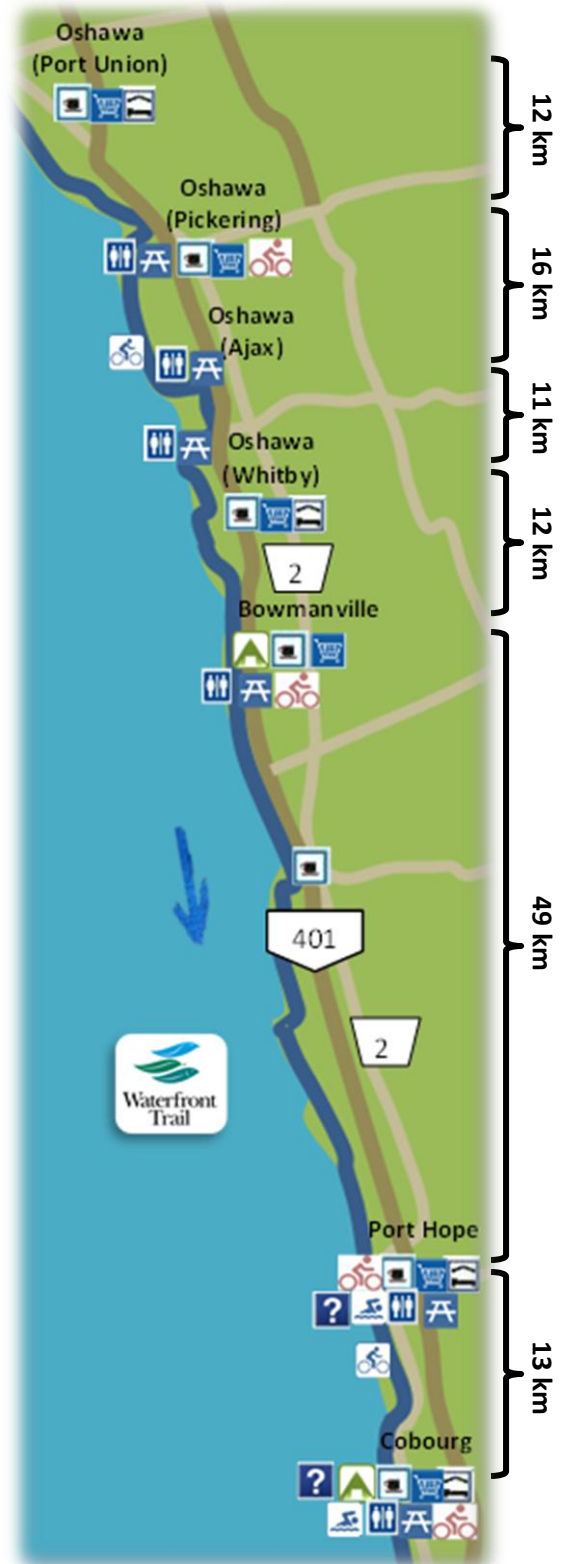 Oshawa
(Port Union)
12 km
Oshawa
(Pickering)
16 km
Oshawa
(Ajax)
11 km
Oshawa
(Whitby)
12 km
2
Bowmanville
49 km
401
2
Waterfront
Trail
Port Hope
?
13 km
Cobourg
?